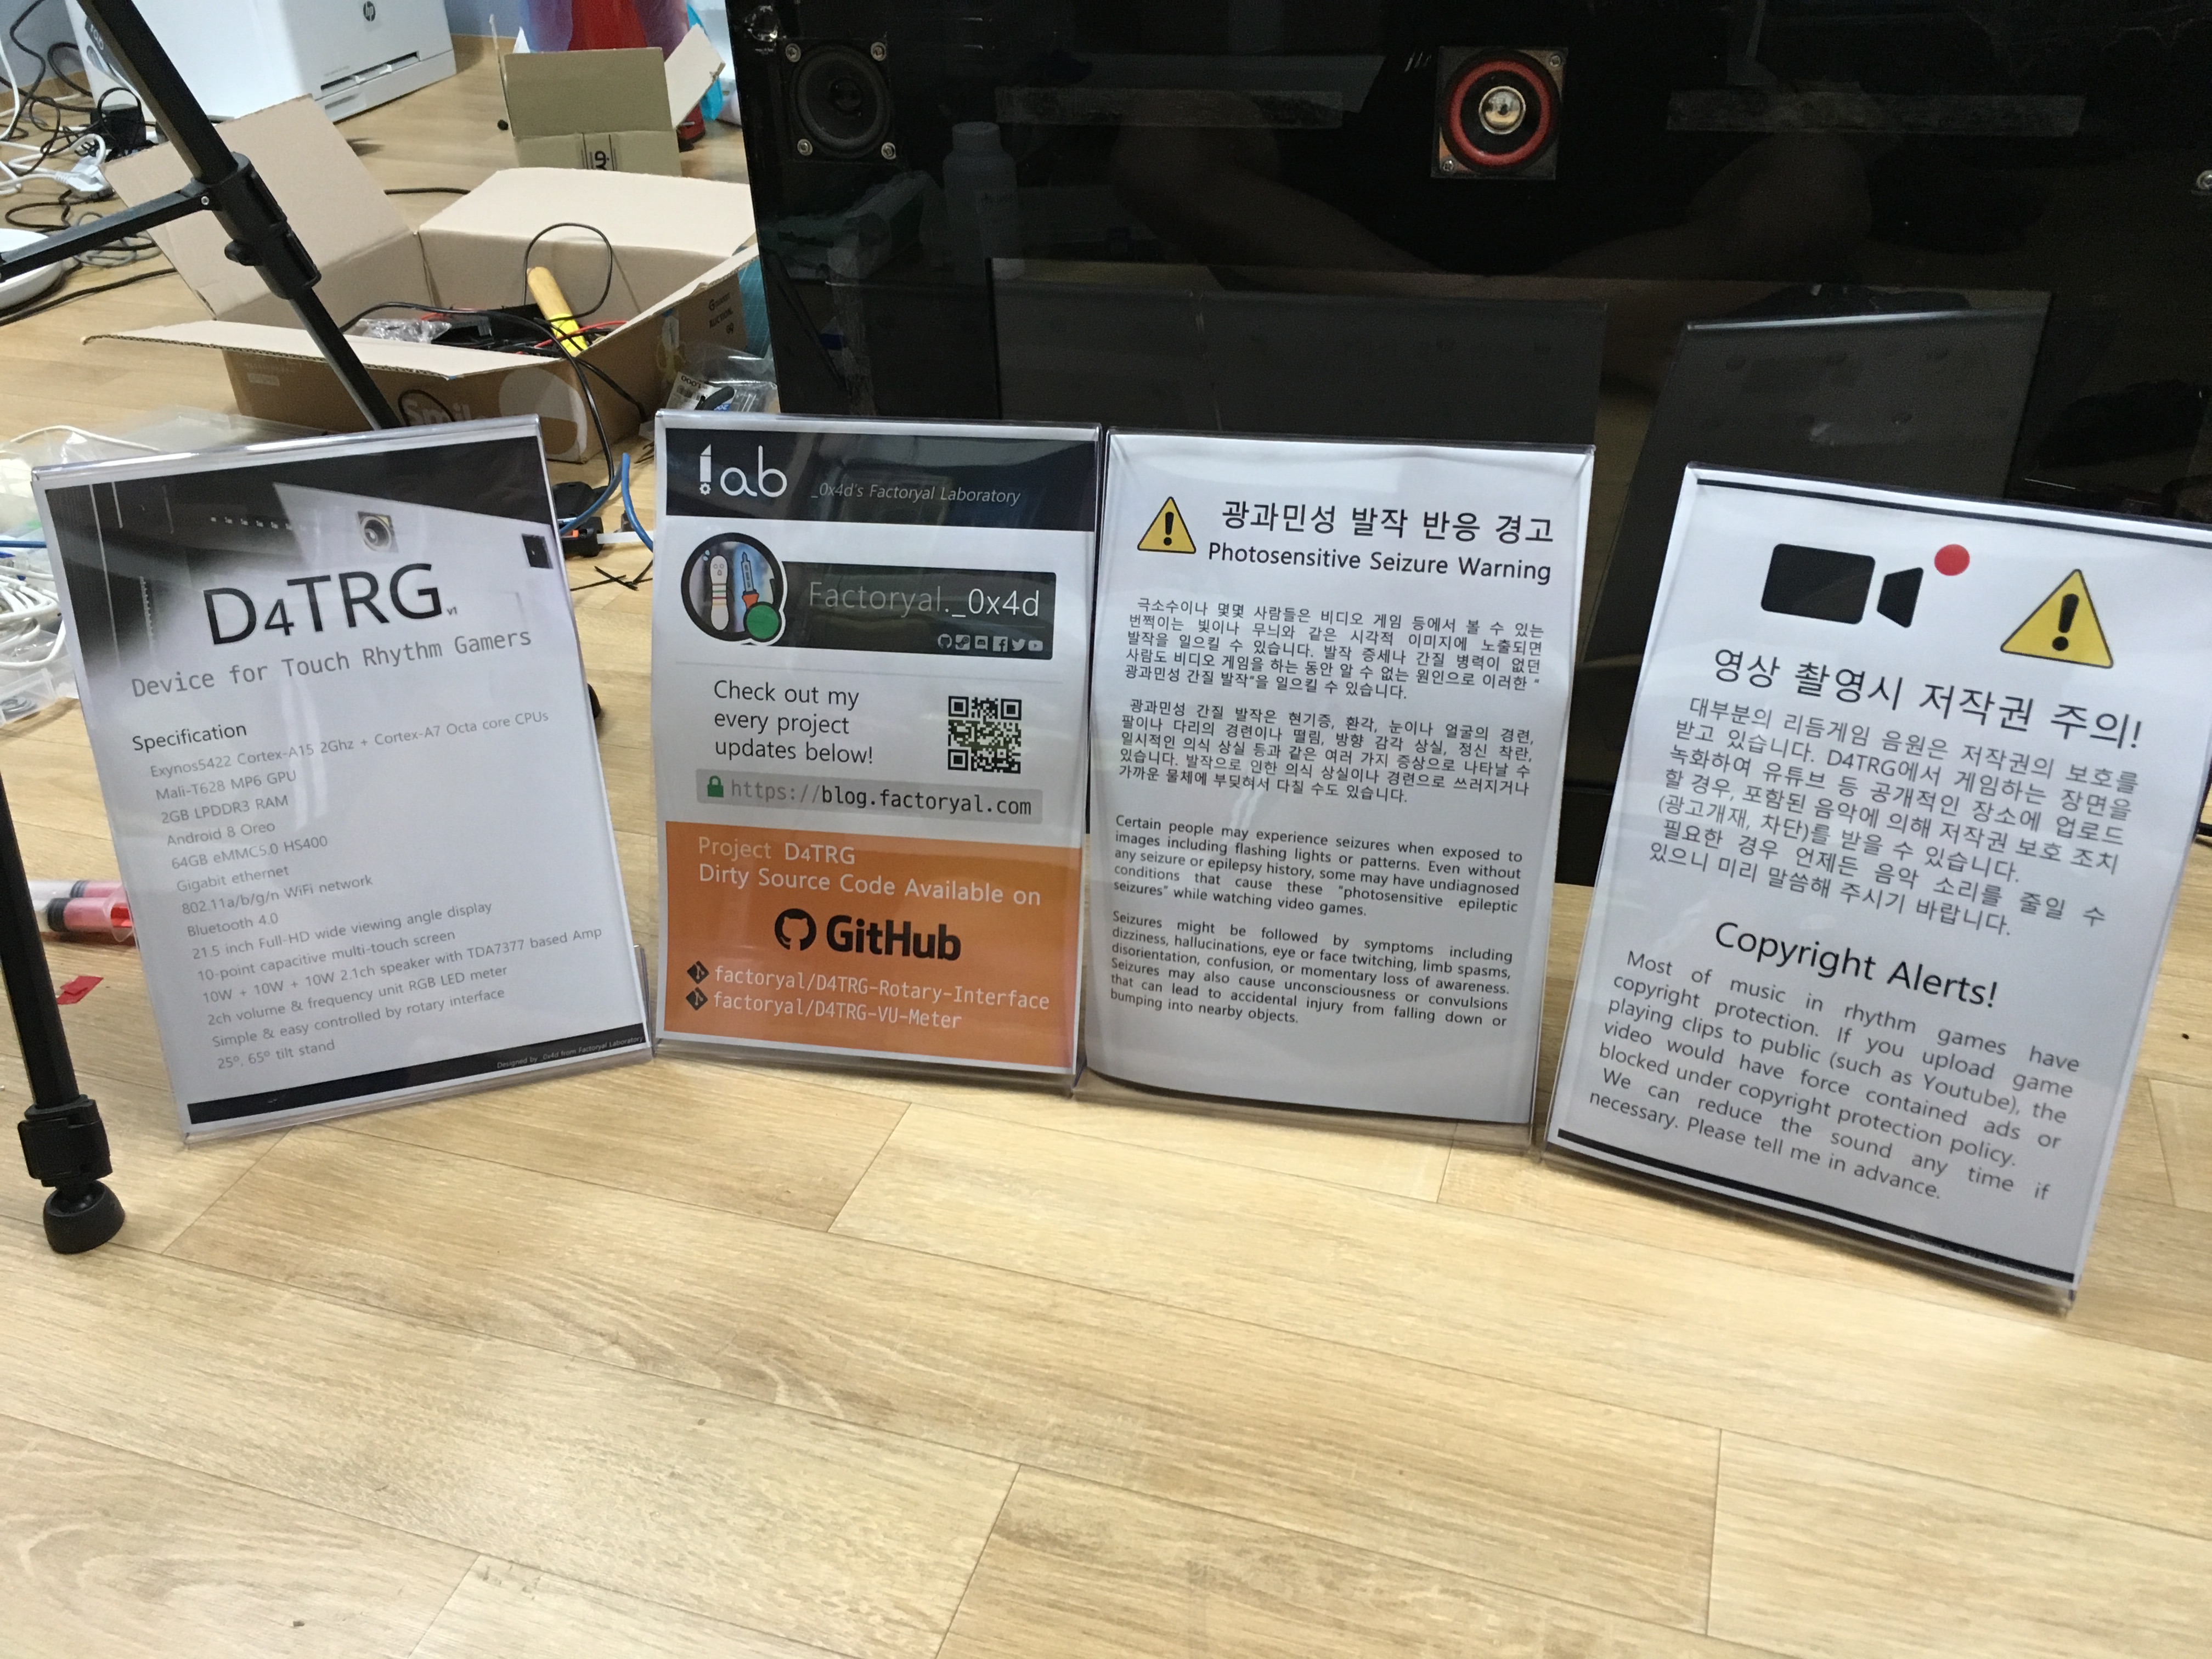 hp
Smile
D4TRG v1
Device for Touch Rhythm Gamers
Specification
Exynos5422 Cortex-A15 2Ghz + Cortex-A7 Octa core CPUs
Mali-T628 MP6 GPU
2GB LPDDR3 RAM
Android 8 Oreo
64GB eMMC5.0 HS400
Gigabit ethernet
802.11a/b/g/n WiFi network
Bluetooth 4.0
21.5 inch Full-HD wide viewing angle display
10-point capacitive multi-touch screen
10W + 10W + 10W 2.1ch speaker with TDA7377 based Amp
2ch volume & frequency unit RGB LED meter
Simple & easy controlled by rotary interface
25º, 65º tilt stand
Designed by _0x4d from Factoryal Laboratory
lab _0x4d's Factoryal Laboratory
Factoryal._0x4d
Check out my
every project
updates below!
https://blog.factoryal.com
Project D4TRG
Dirty Source Code Available on
GitHub
factoryal/D4TRG-Rotary-Interface
factoryal/D4TRG-VU-Meter
광과민성 발작 반응 경고
Photosensitive Seizure Warning
극소수이나 몇몇 사람들은 비디오 게임 등에서 볼 수 있는
번쩍이는 빛이나 무늬와 같은 시각적 이미지에 노출되면
발작을 일으킬 수 있습니다. 발작 증세나 간질 병력이 없던
사람도 비디오 게임을 하는 동안 알 수 없는 원인으로 이러한 "
광과민성 간질 발작"을 일으킬 수 있습니다.
광과민성 간질 발작은 현기증, 환각, 눈이나 얼굴의 경련,
팔이나 다리의 경련이나 떨림, 방향 감각 상실, 정신 착란,
일시적인 의식 상실 등과 같은 여러 가지 증상으로 나타날 수
있습니다. 발작으로 인한 의식 상실이나 경련으로 쓰러지거나
가까운 물체에 부딪혀서 다칠 수도 있습니다.
Certain people may experience seizures when exposed to
images including flashing lights or patterns. Even without
any seizure or epilepsy history, some may have undiagnosed
conditions that cause these "photosensitive epileptic
seizures" while watching video games.
Seizures might be followed by symptoms including
dizziness, hallucinations, eye or face twitching, limb spasms,
disorientation, confusion, or momentary loss of awareness.
Seizures may also cause unconsciousness or convulsions
that can lead to accidental injury from falling down or
bumping into nearby objects.
영상 촬영시 저작권 주의!
대부분의 리듬게임 음원은 저작권의 보호를
받고 있습니다. D4TRG에서 게임하는 장면을
녹화하여 유튜브 등 공개적인 장소에 업로드
할 경우, 포함된 음악에 의해 저작권 보호 조치
(광고개재, 차단)를 받을 수 있습니다.
필요한 경우 언제든 음악 소리를 줄일 수
있으니 미리 말씀해 주시기 바랍니다.
Copyright Alerts!
Most of music in rhythm games have
copyright protection. If you upload game
playing clips to public (such as Youtube), the
video would have force contained ads or
blocked under copyright protection policy.
We can reduce the sound any time if
necessary. Please tell me in advance.